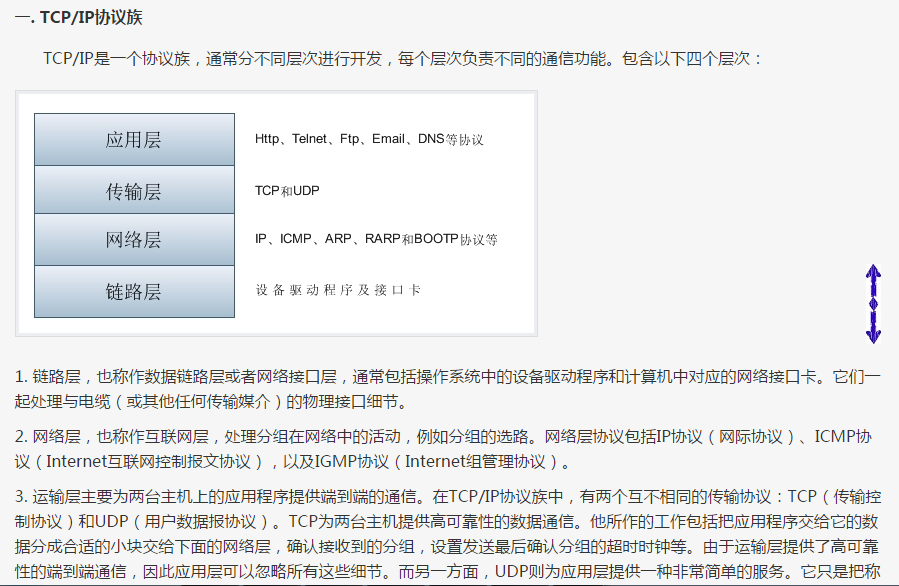 一. TCP/IP协议族
TCP/IP是一个协议族，通常分不同层次进行开发，每个层次负责不同的通信功能。包含以下四个层次：
应用层 Http、Telnet、Ftp、Email、DNS等协议
传输层 TCP和UDP
网络层 IP、ICMP、ARP、RARP和BOOTP协议等
链路层 设备驱动程序及接口卡
1. 链路层，也称作数据链路层或者网络接口层，通常包括操作系统中的设备驱动程序和计算机中对应的网络接口卡。它们一
起处理与电缆（或其他任何传输媒介）的物理接口细节。
2. 网络层，也称作互联网层，处理分组在网络中的活动，例如分组的选路。网络层协议包括IP协议（网际协议）、ICMP协
议（Internet互联网控制报文协议），以及IGMP协议（Internet组管理协议）。
3. 运输层主要为两台主机上的应用程序提供端到端的通信。在TCP/IP协议族中，有两个互不相同的传输协议：TCP（传输控
制协议）和UDP（用户数据报协议）。TCP为两台主机提供高可靠性的数据通信。他所作的工作包括把应用程序交给它的数
据分成合适的小块交给下面的网络层，确认接收到的分组，设置发送最后确认分组的超时时钟等。由于运输层提供了高可靠
性的端到端通信，因此应用层可以忽略所有这些细节。而另一方面，UDP则为应用层提供一种非常简单的服务。它只是把称